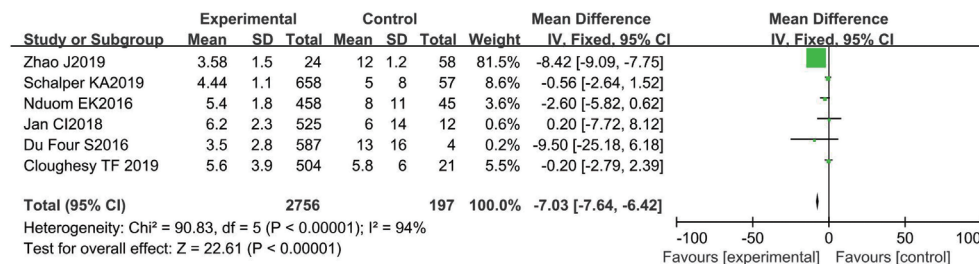 Experimental Control Mean Difference Mean Difference
Study or Subgroup Mean SD Total Mean SD Total Weight IV. Fixed. 95% CI IV. Fixed. 95% CI
Zhao J2019 3.58 1.5 24 12 1.2 58 81.5% -8.42 [-9.09, -7.75]
Schalper KA2019 4.44 1.1 658 5 8 57 8.6% -0.56 [-2.64, 1.52]
Nduom EK2016 5.4 1.8 458 8 11 45 3.6% -2.60 [-5.82, 0.62]
Jan CI2018 6.2 2.3 525 6 14 12 0.6% 0.20 [-7.72, 8.12]
Du Four S2016 3.5 2.8 587 13 16 4 0.2% -9.50 [-25.18, 6.18]
Cloughesy TF 2019 5.6 3.9 504 5.8 6 21 5.5% -0.20 [-2.79, 2.39]
Total (95% CI) 2756 197 100.0% -7.03 [-7.64, -6.42]
Heterogeneity: Chi² = 90.83, df = 5 (P < 0.00001); I² = 94%
Test for overall effect: Z = 22.61 (P < 0.00001)
-100 -50 0 50 100
Favours [experimental] Favours [control]